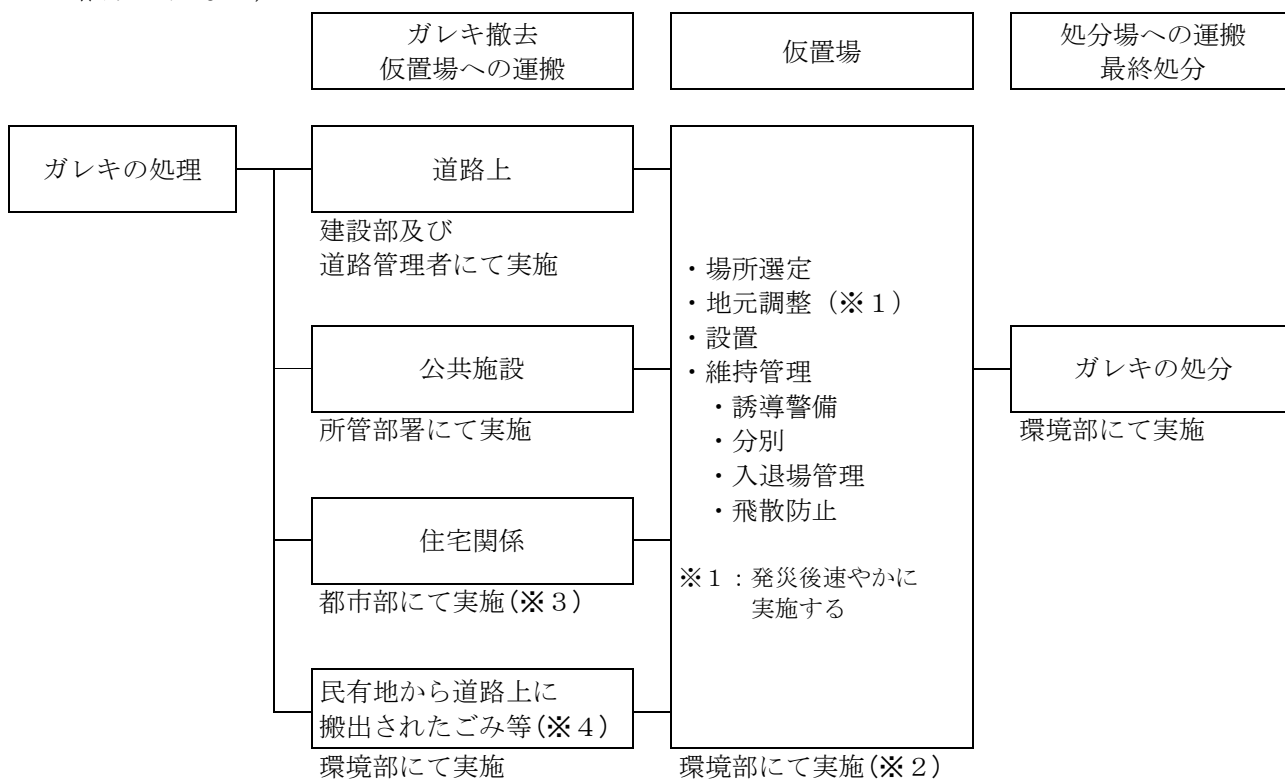 ガレキ撤去
仮置場への運搬
仮置場
処分場への運搬
最終処分
ガレキの処理
道路上
建設部及び
道路管理者にて実施
公共施設
所管部署にて実施
住宅関係
都市部にて実施(※３)
民有地から道路上に
搬出されたごみ等(※４)
環境部にて実施
・場所選定
・地元調整（※１）
・設置
・維持管理
・誘導警備
・分別
・入退場管理
・飛散防止
※１：発災後速やかに
実施する
環境部にて実施(※２)
ガレキの処分
環境部にて実施